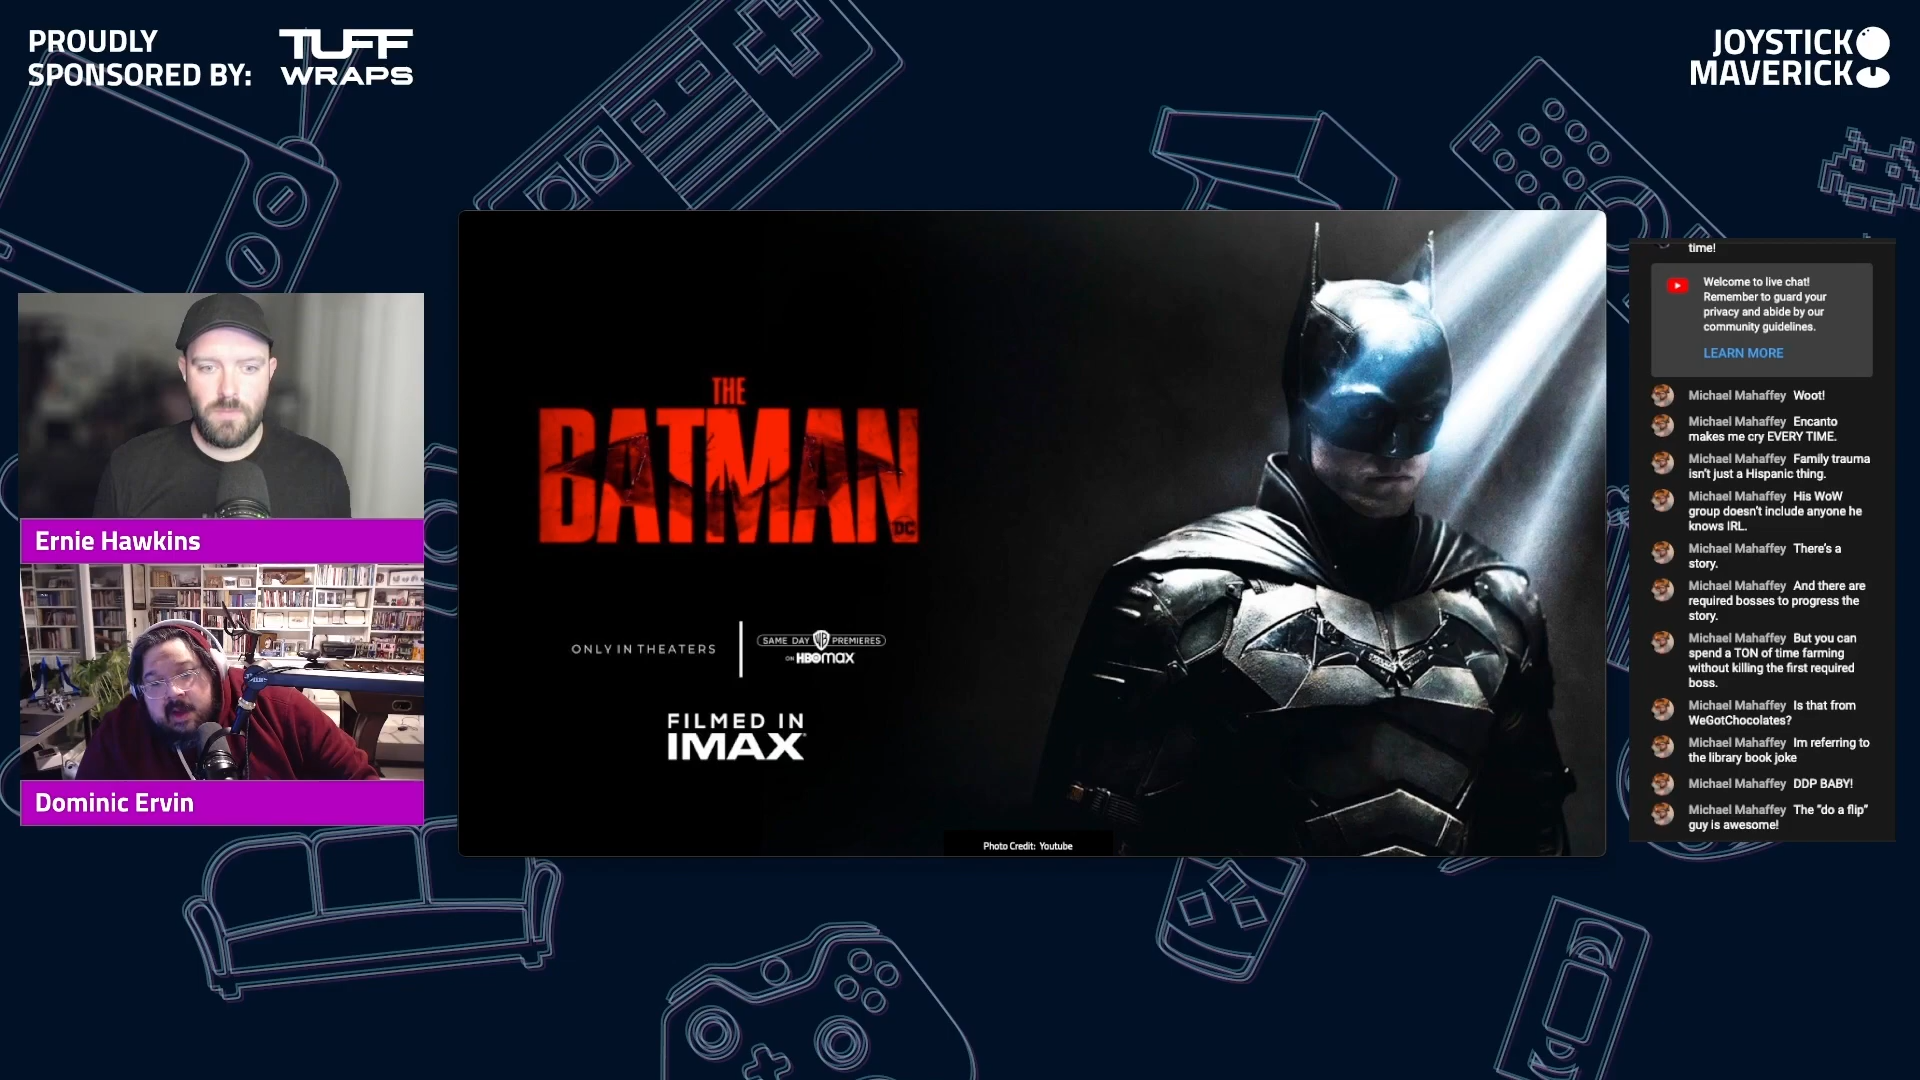 PROUDLY
SPONSORED BY:
TUFF
WRAPS
JOYSTICK
MAVERICK
Ernie Hawkins
Dominic Ervin
THE
BATMAN
DC
ONLY IN THEATERS
SAME DAY WB PREMIERES
ON HBOMAX
FILMED IN
IMAX
Photo Credit: Youtube
time!
Welcome to live chat!
Remember to guard your
privacy and abide by our
community guidelines.
LEARN MORE
Michael Mahaffey Woot!
Michael Mahaffey Encanto
makes me cry EVERY TIME.
Michael Mahaffey Family trauma
isn't just a Hispanic thing.
Michael Mahaffey His WoW
group doesn't include anyone he
knows IRL.
Michael Mahaffey There's a
story.
Michael Mahaffey And there are
required bosses to progress the
story.
Michael Mahaffey But you can
spend a TON of time farming
without killing the first required
boss.
Michael Mahaffey Is that from
WeGotChocolates?
Michael Mahaffey Im referring to
the library book joke
Michael Mahaffey DDP BABY!
Michael Mahaffey The "do a flip"
guy is awesome!